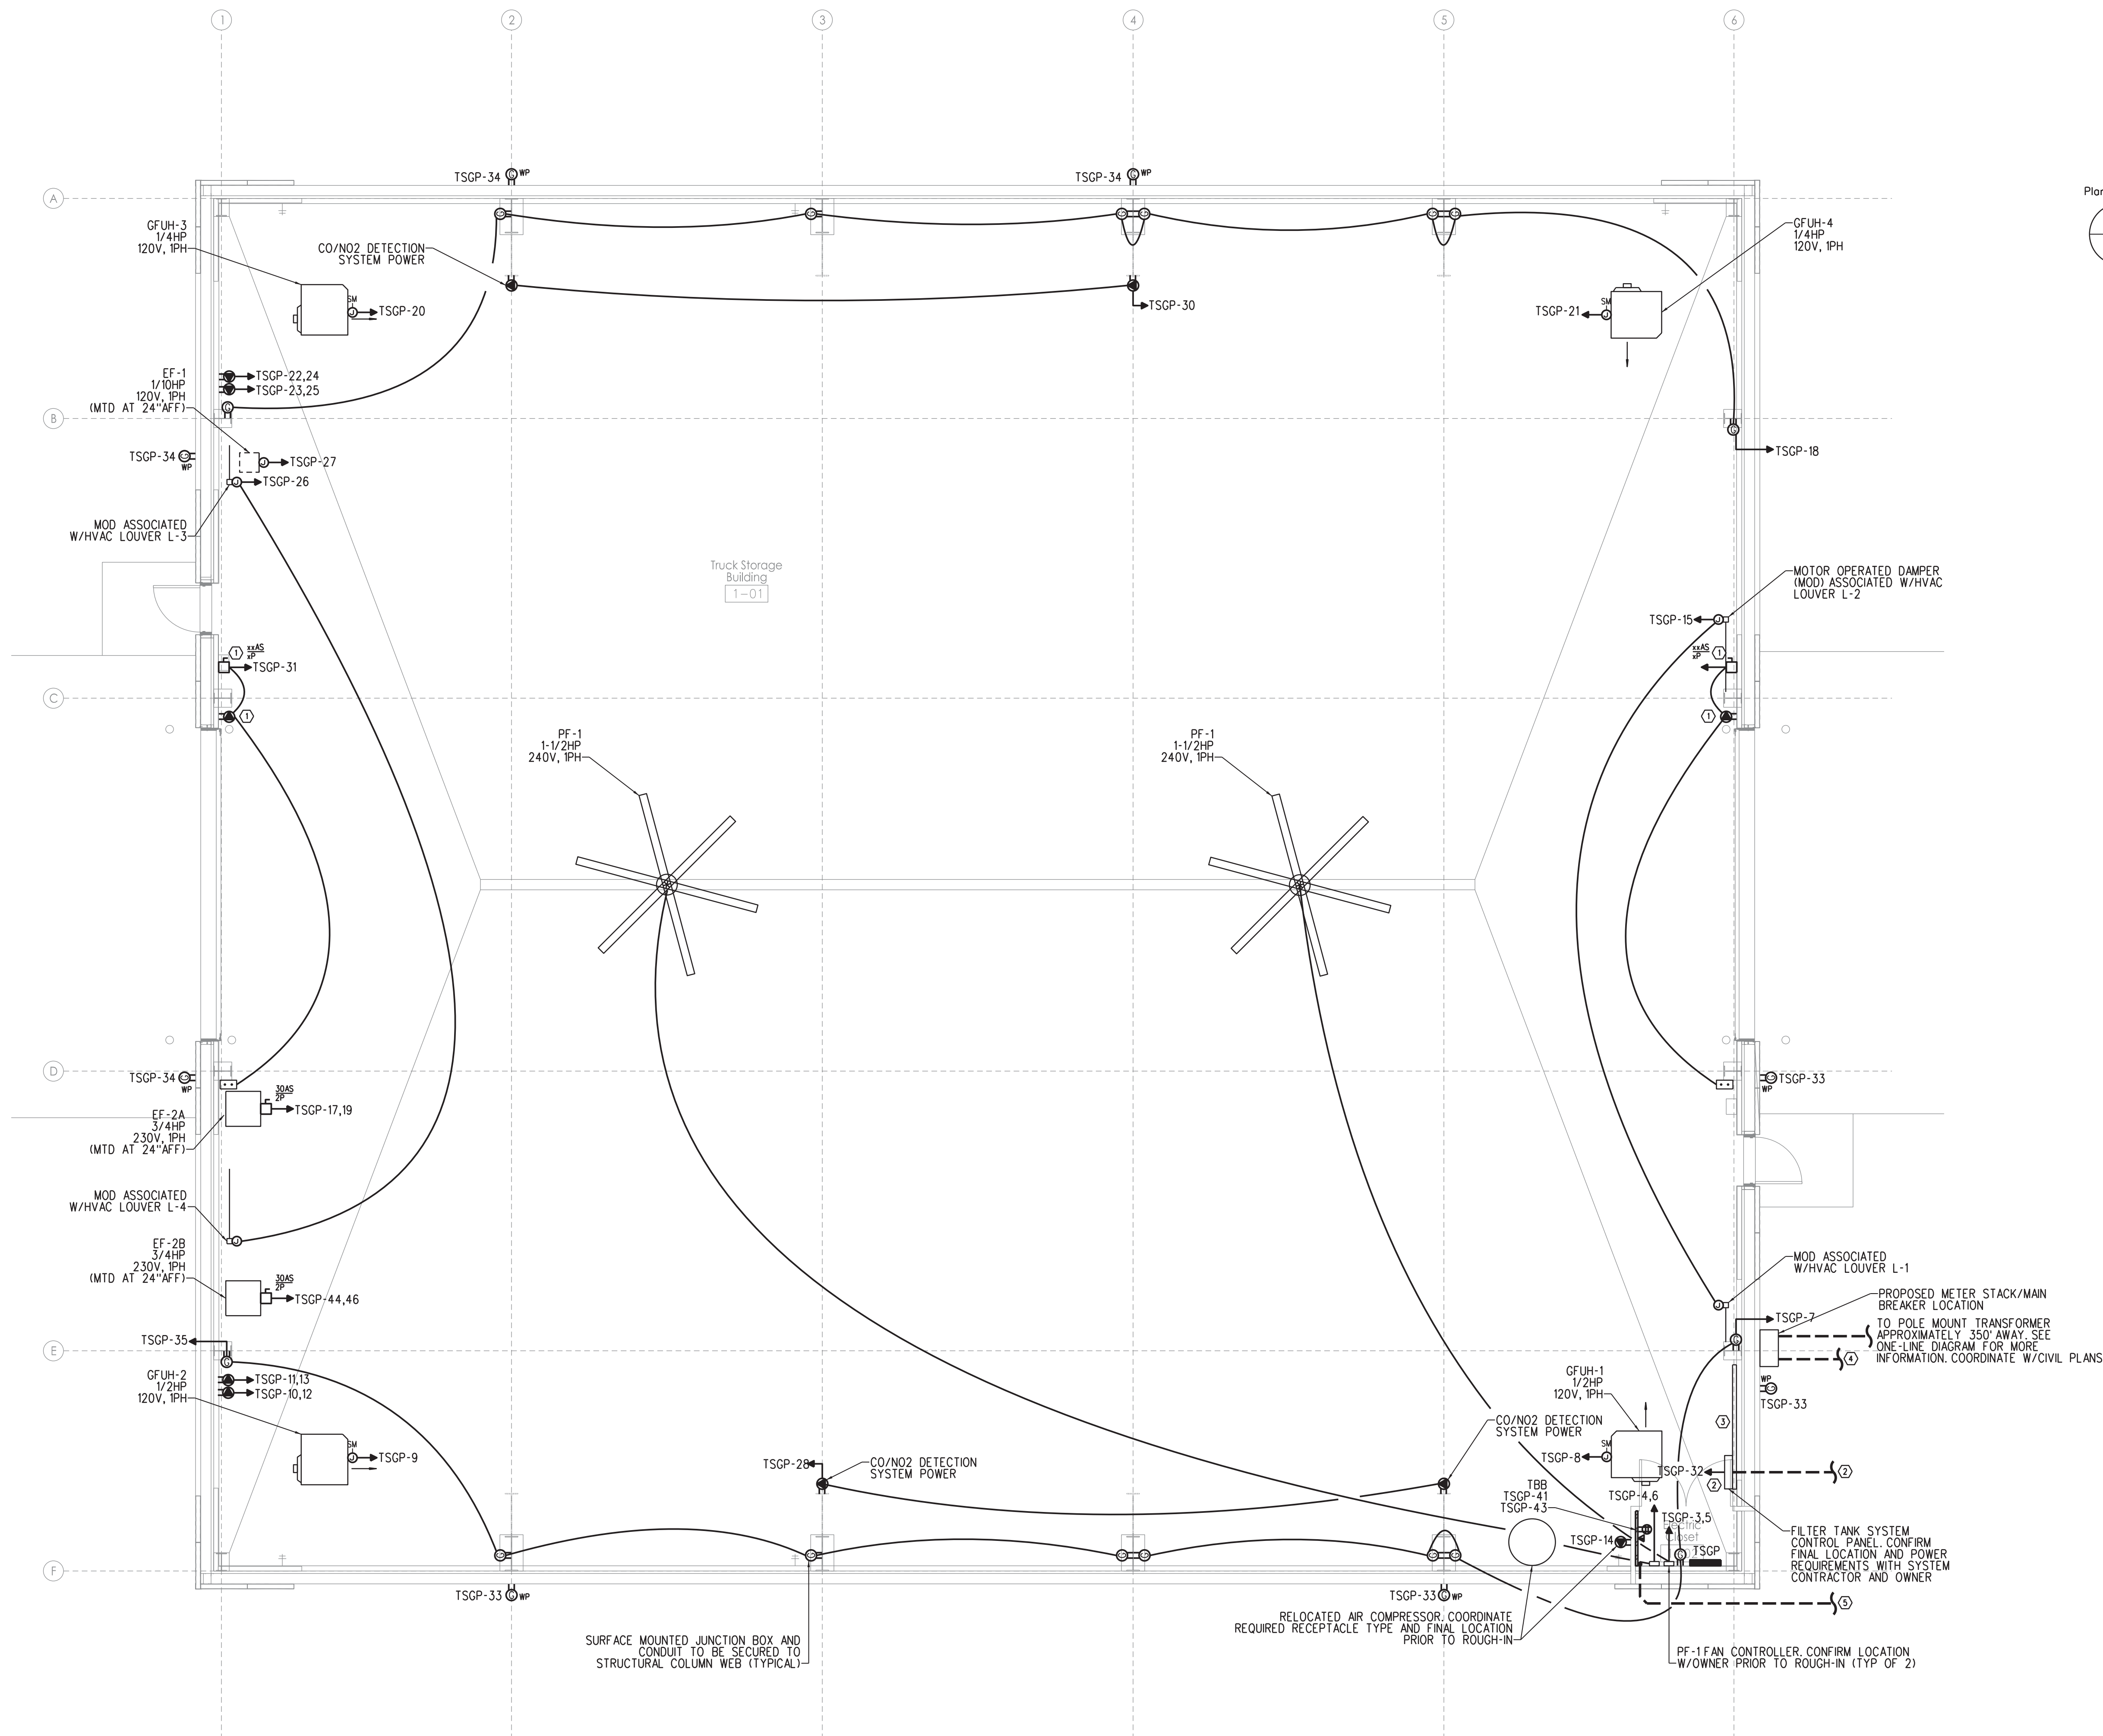 1
2
3
4
5
6
A
B
C
D
E
F
Plan
TSGP-34
WP
TSGP-34
WP
GFUH-3
1/4HP
120V, 1PH
CO/NO2 DETECTION
SYSTEM POWER
SM
J
TSGP-20
TSGP-30
GFUH-4
1/4HP
120V, 1PH
TSGP-21
SM
J
EF-1
1/10HP
120V, 1PH
(MTD AT 24"AFF)
TSGP-22,24
TSGP-23,25
G
TSGP-34
WP
TSGP-27
TSGP-26
TSGP-18
MOD ASSOCIATED
W/HVAC LOUVER L-3
Truck Storage
Building
1-01
MOTOR OPERATED DAMPER
(MOD) ASSOCIATED W/HVAC
LOUVER L-2
TSGP-15
1
xxAS
xP
TSGP-31
1
xxAS
xP
1
1
PF-1
1-1/2HP
240V, 1PH
PF-1
1-1/2HP
240V, 1PH
TSGP-34
WP
30AS
2P
TSGP-17,19
EF-2A
3/4HP
230V, 1PH
(MTD AT 24"AFF)
TSGP-33
WP
MOD ASSOCIATED
W/HVAC LOUVER L-4
EF-2B
3/4HP
230V, 1PH
(MTD AT 24"AFF)
30AS
2P
TSGP-44,46
MOD ASSOCIATED
W/HVAC LOUVER L-1
PROPOSED METER STACK/MAIN
BREAKER LOCATION
TSGP-7
TO POLE MOUNT TRANSFORMER
APPROXIMATELY 350' AWAY. SEE
ONE-LINE DIAGRAM FOR MORE
INFORMATION. COORDINATE W/CIVIL PLANS
4
TSGP-35
GFUH-2
1/2HP
120V, 1PH
TSGP-11,13
TSGP-10,12
SM
J
TSGP-9
GFUH-1
1/2HP
120V, 1PH
WP
TSGP-33
3
CO/NO2 DETECTION
SYSTEM POWER
SM
TSGP-8
TSGP-28
CO/NO2 DETECTION
SYSTEM POWER
TSGP-32
2
2
TBB
TSGP-41
TSGP-43
TSGP-4,6
TSGP-3,5
Electric
Closet
TSGP-14
TSGP
FILTER TANK SYSTEM
CONTROL PANEL. CONFIRM
FINAL LOCATION AND POWER
REQUIREMENTS WITH SYSTEM
CONTRACTOR AND OWNER
TSGP-33
WP
TSGP-33
WP
5
SURFACE MOUNTED JUNCTION BOX AND
CONDUIT TO BE SECURED TO
STRUCTURAL COLUMN WEB (TYPICAL)
RELOCATED AIR COMPRESSOR. COORDINATE
REQUIRED RECEPTACLE TYPE AND FINAL LOCATION
PRIOR TO ROUGH-IN
PF-1 FAN CONTROLLER. CONFIRM LOCATION
W/OWNER PRIOR TO ROUGH-IN (TYP OF 2)